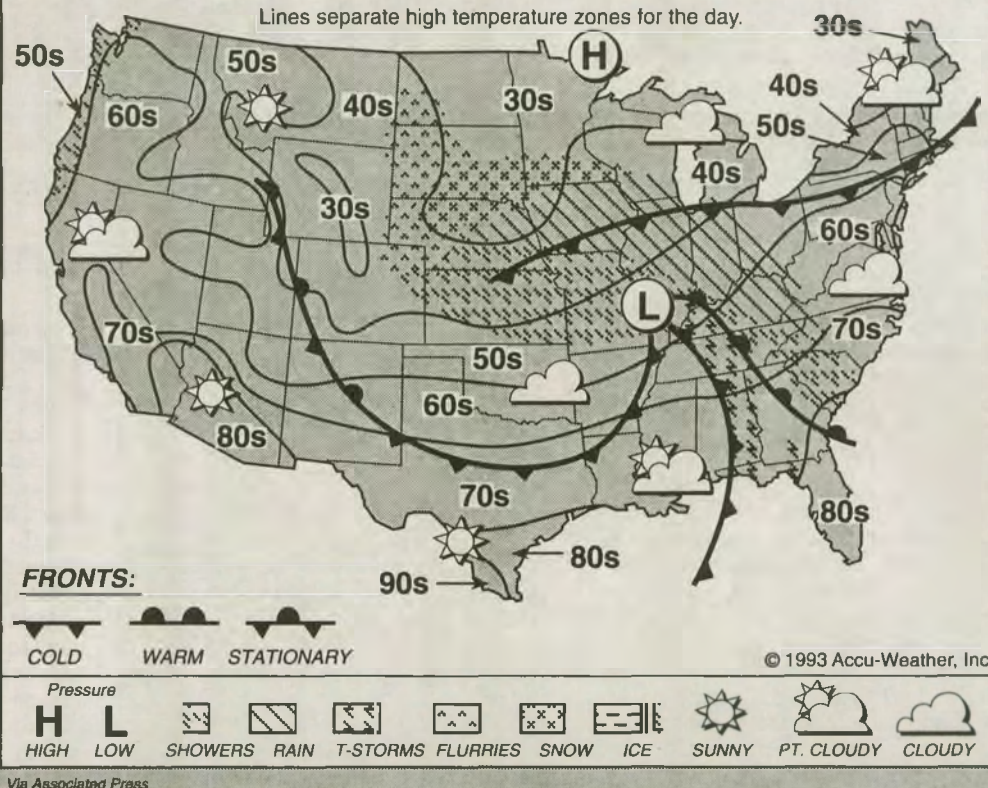 Lines separate high temperature zones for the day.
30s
50s
50s
H
40s
60s
40s
30s
50s
40s
30s
60s
L
70s
50s
70s
60s
80s
70s
80s
80s
90s
FRONTS:
COLD WARM STATIONARY
© 1993 Accu-Weather, Inc
Pressure
H L
HIGH LOW SHOWERS RAIN T-STORMS FLURRIES SNOW ICE SUNNY PT. CLOUDY CLOUDY
Via Associated Press